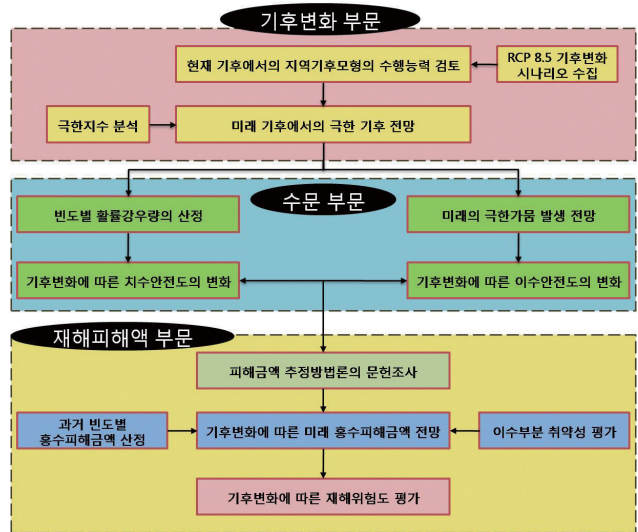 기후변화 부문
현재 기후에서의 지역기후모형의 수행능력 검토
RCP 8.5 기후변화
시나리오 수집
극한지수 분석
미래 기후에서의 극한 기후 전망
수문 부문
빈도별 활률강우량의 산정
미래의 극한가뭄 발생 전망
기후변화에 따른 치수안전도의 변화
기후변화에 따른 이수안전도의 변화
재해피해액 부문
피해금액 추정방법론의 문헌조사
과거 빈도별
홍수피해금액 산정
기후변화에 따른 미래 홍수피해금액 전망
이수부분 취약성 평가
기후변화에 따른 재해위험도 평가